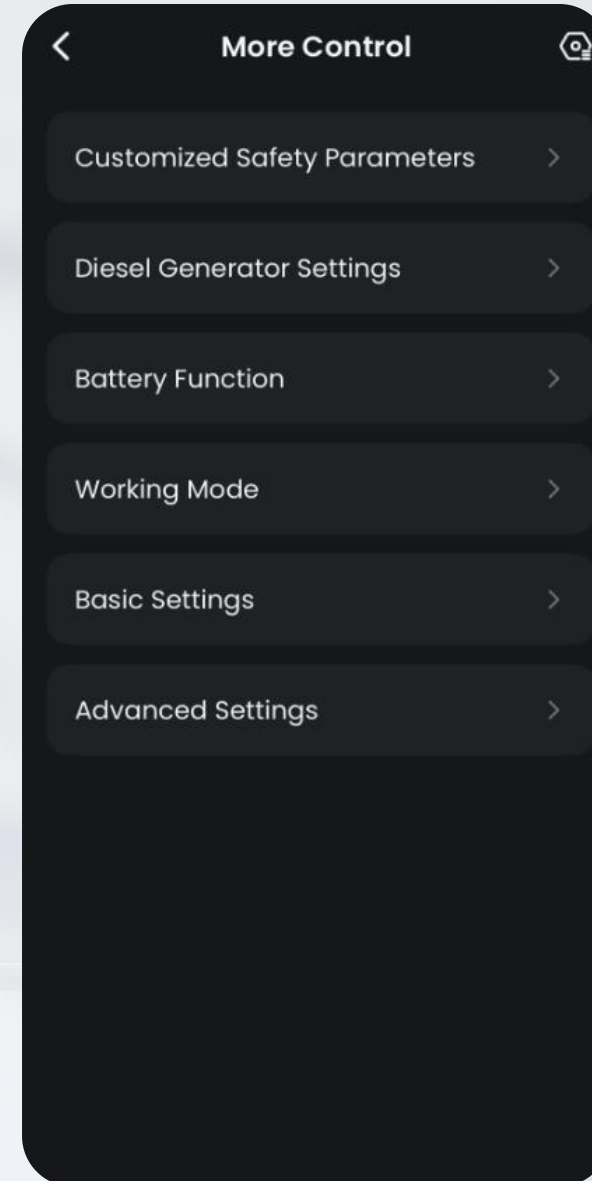 More Control
Customized Safety Parameters
Diesel Generator Settings
Battery Function
Working Mode
Basic Settings
Advanced Settings